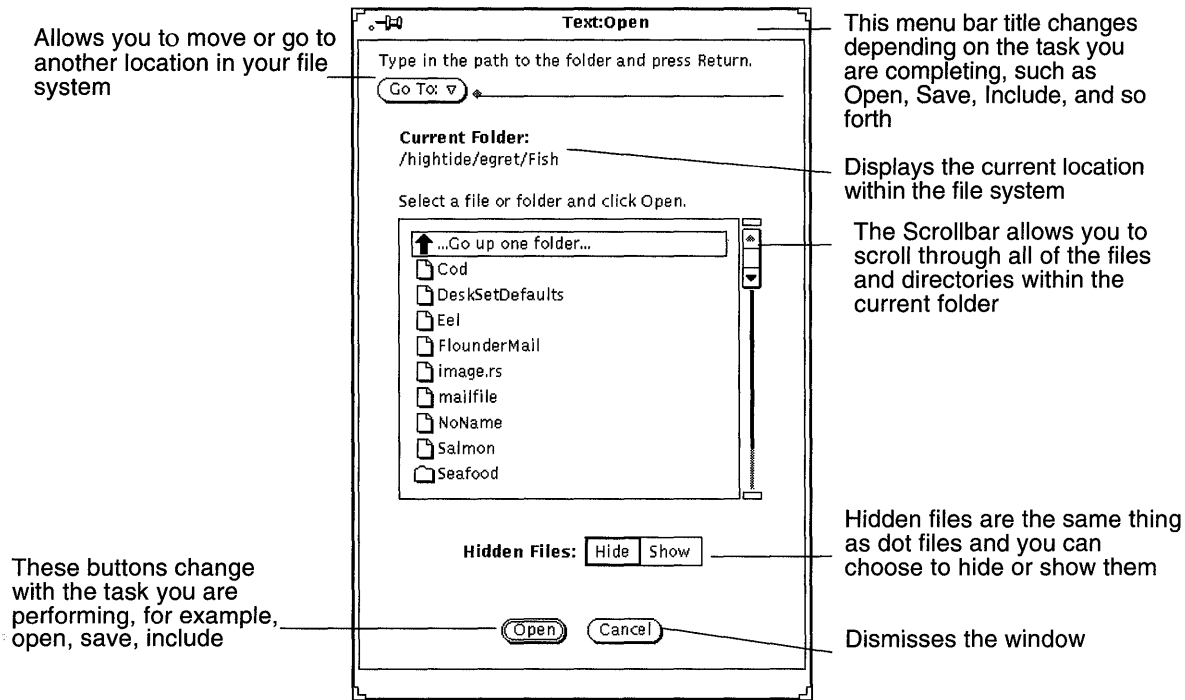 Allows you to move or go to
another location in your file
system
Text:Open
Type in the path to the folder and press Return.
Go To:
This menu bar title changes
depending on the task you
are completing, such as
Open, Save, Include, and so
forth
Current Folder:
/hightide/egret/Fish
Displays the current location
within the file system
Select a file or folder and click Open.
...Go up one folder...
Cod
DeskSetDefaults
Eel
FlounderMail
image.rs
mailfile
NoName
Salmon
Seafood
The Scrollbar allows you to
scroll through all of the files
and directories within the
current folder
Hidden Files: Hide Show
Hidden files are the same thing
as dot files and you can
choose to hide or show them
These buttons change
with the task you are
performing, for example,
open, save, include
Open Cancel
Dismisses the window